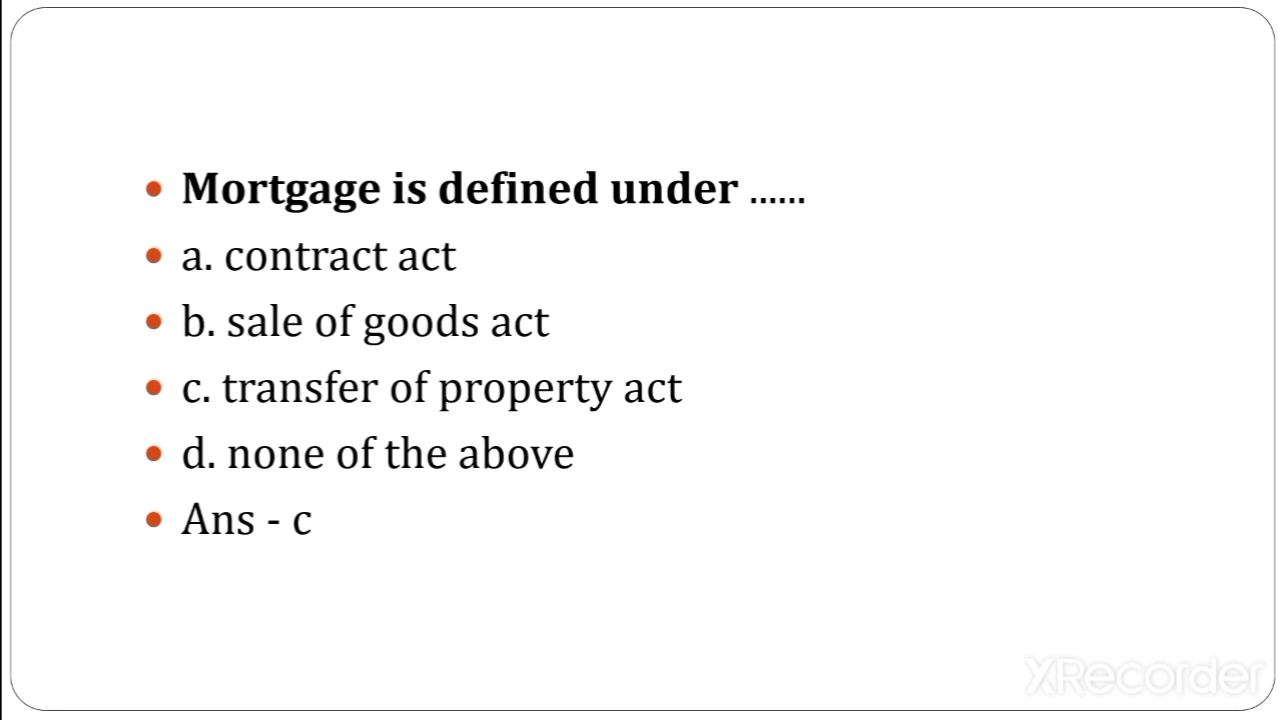 Mortgage is defined under ......
a. contract act
b. sale of goods act
c. transfer of property act
d. none of the above
Ans - c
XRecorder